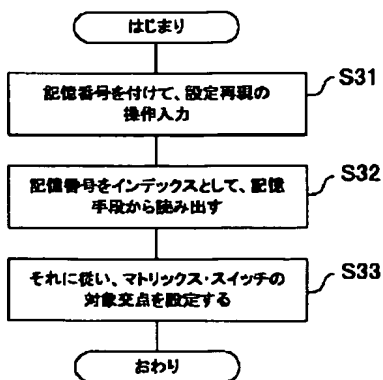 はじまり
記憶番号を付けて、設定再現の
操作入力
S31
記憶番号をインデックスとして、記憶
手段から読み出す
S32
それに従い、マトリックス・スイッチの
対象交点を設定する
S33
おわり